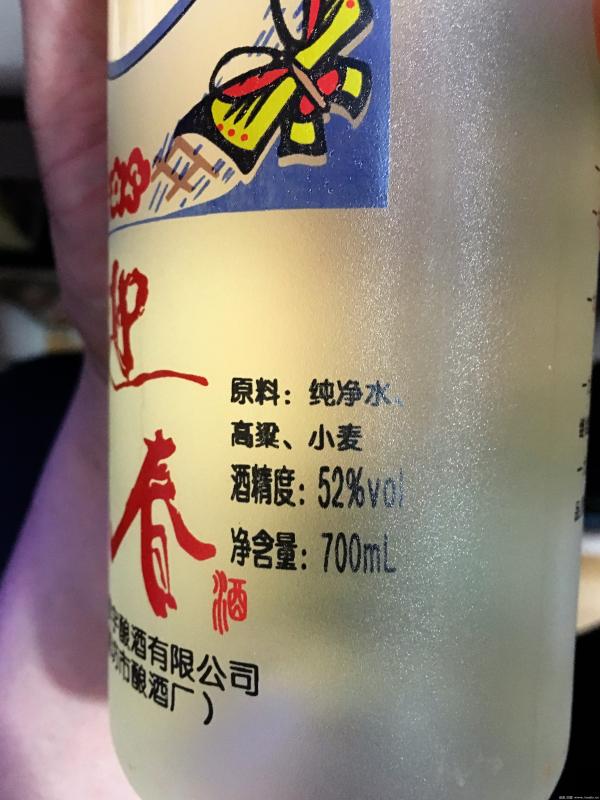 迎春
酒
原料：纯净水、
高粱、小麦
酒精度：52%vol
净含量：700mL
酿酒有限公司
市酿酒厂）